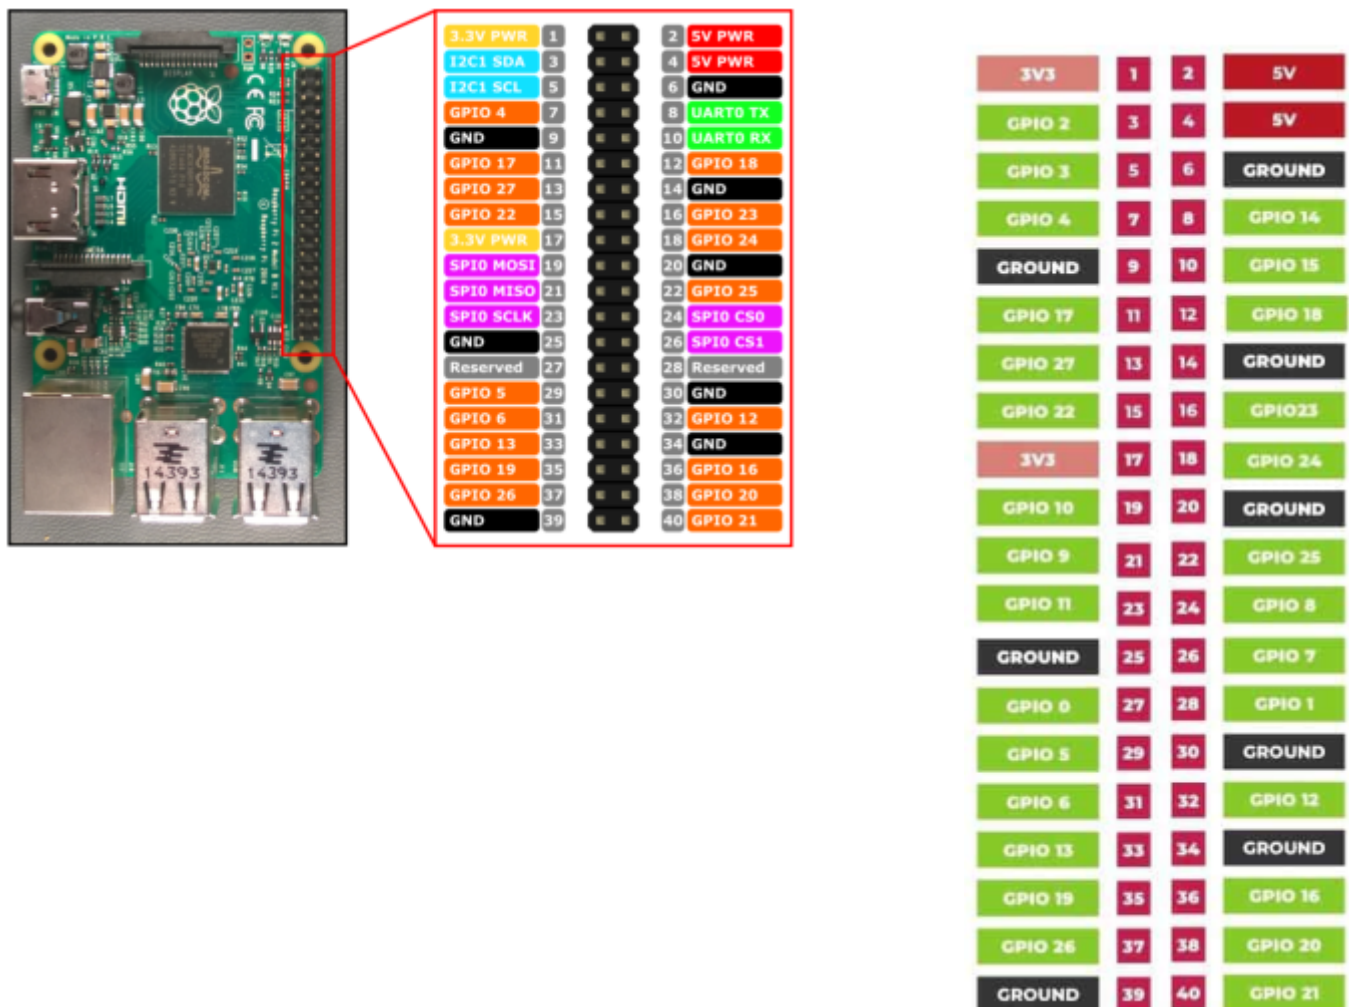 HDMI
14393
14393
3.3V PWR 1 2 5V PWR
I2C1 SDA 3 4 5V PWR
I2C1 SCL 5 6 GND
GPIO 4 7 8 UART0 TX
GND 9 10 UART0 RX
GPIO 17 11 12 GPIO 18
GPIO 27 13 14 GND
GPIO 22 15 16 GPIO 23
3.3V PWR 17 18 GPIO 24
SPI0 MOSI 19 20 GND
SPI0 MISO 21 22 GPIO 25
SPI0 SCLK 23 24 SPI0 CS0
GND 25 26 SPI0 CS1
Reserved 27 28 Reserved
GPIO 5 29 30 GND
GPIO 6 31 32 GPIO 12
GPIO 13 33 34 GND
GPIO 19 35 36 GPIO 16
GPIO 26 37 38 GPIO 20
GND 39 40 GPIO 21
3V3 1 2 5V
GPIO 2 3 4 5V
GPIO 3 5 6 GROUND
GPIO 4 7 8 GPIO 14
GROUND 9 10 GPIO 15
GPIO 17 11 12 GPIO 18
GPIO 27 13 14 GROUND
GPIO 22 15 16 GPIO23
3V3 17 18 GPIO 24
GPIO 10 19 20 GROUND
GPIO 9 21 22 GPIO 25
GPIO 11 23 24 GPIO 8
GROUND 25 26 GPIO 7
GPIO 0 27 28 GPIO 1
GPIO 5 29 30 GROUND
GPIO 6 31 32 GPIO 12
GPIO 13 33 34 GROUND
GPIO 19 35 36 GPIO 16
GPIO 26 37 38 GPIO 20
GROUND 39 40 GPIO 21